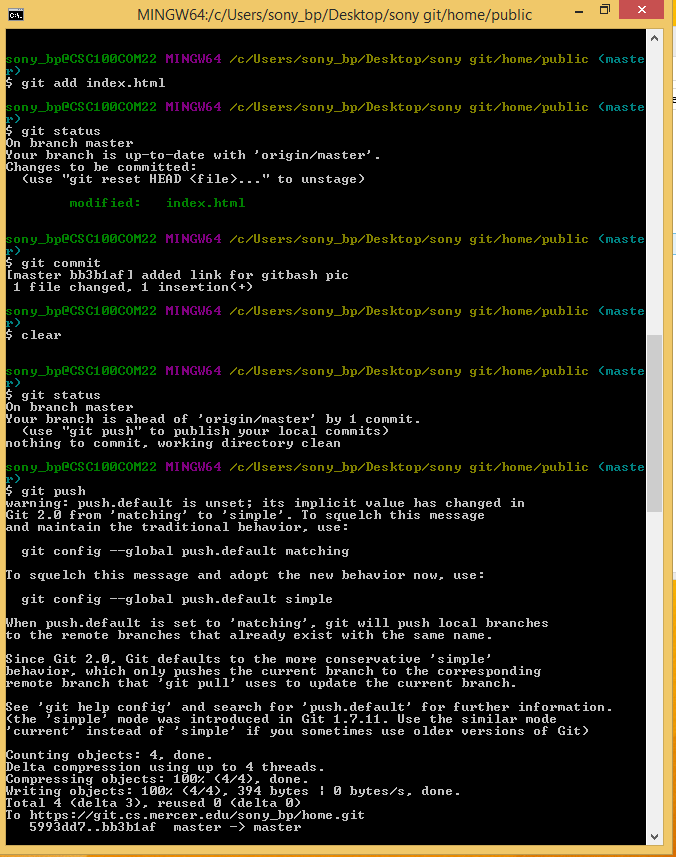 MINGW64:/c/Users/sony_bp/Desktop/sony git/home/public
sony_bp@CSC100COM22 MINGW64 /c/Users/sony_bp/Desktop/sony git/home/public (maste
r)
$ git add index.html
sony_bp@CSC100COM22 MINGW64 /c/Users/sony_bp/Desktop/sony git/home/public (maste
r)
$ git status
On branch master
Your branch is up-to-date with 'origin/master'.
Changes to be committed:
  (use "git reset HEAD <file>..." to unstage)
        modified:   index.html
sony_bp@CSC100COM22 MINGW64 /c/Users/sony_bp/Desktop/sony git/home/public (maste
r)
$ git commit
[master bb3b1af] added link for gitbash pic
 1 file changed, 1 insertion(+)
sony_bp@CSC100COM22 MINGW64 /c/Users/sony_bp/Desktop/sony git/home/public (maste
r)
$ clear
sony_bp@CSC100COM22 MINGW64 /c/Users/sony_bp/Desktop/sony git/home/public (maste
r)
$ git status
On branch master
Your branch is ahead of 'origin/master' by 1 commit.
  (use "git push" to publish your local commits)
nothing to commit, working directory clean
sony_bp@CSC100COM22 MINGW64 /c/Users/sony_bp/Desktop/sony git/home/public (maste
r)
$ git push
warning: push.default is unset; its implicit value has changed in
Git 2.0 from 'matching' to 'simple'. To squelch this message
and maintain the traditional behavior, use:
  git config --global push.default matching
To squelch this message and adopt the new behavior now, use:
  git config --global push.default simple
When push.default is set to 'matching', git will push local branches
to the remote branches that already exist with the same name.
Since Git 2.0, Git defaults to the more conservative 'simple'
behavior, which only pushes the current branch to the corresponding
remote branch that 'git pull' uses to update the current branch.
See 'git help config' and search for 'push.default' for further information.
(the 'simple' mode was introduced in Git 1.7.11. Use the similar mode
'current' instead of 'simple' if you sometimes use older versions of Git)
Counting objects: 4, done.
Delta compression using up to 4 threads.
Compressing objects: 100% (4/4), done.
Writing objects: 100% (4/4), 394 bytes | 0 bytes/s, done.
Total 4 (delta 3), reused 0 (delta 0)
To https://git.cs.mercer.edu/sony_bp/home.git
   5993dd7..bb3b1af  master -> master